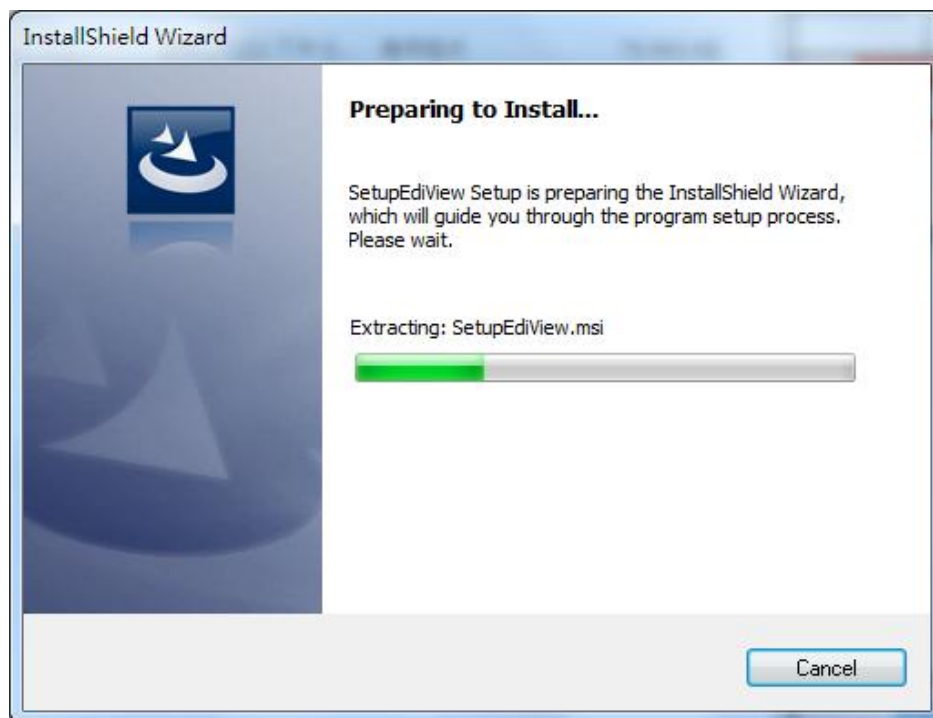 InstallShield Wizard
Preparing to Install...
SetupEdiView Setup is preparing the InstallShield Wizard,
which will guide you through the program setup process.
Please wait.
Extracting: SetupEdiView.msi
Cancel